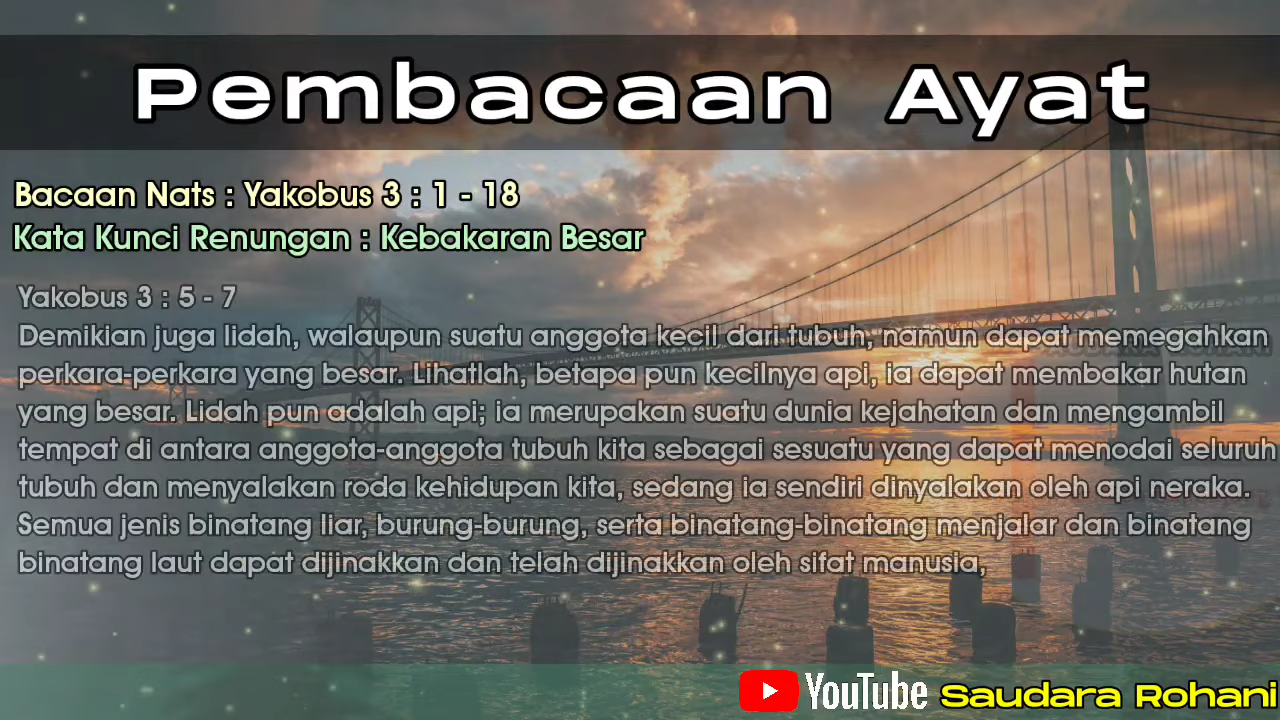 Pembacaan Ayat
Bacaan Nats : Yakobus 3 : 1 - 18
Kata Kunci Renungan : Kebakaran Besar
Yakobus 3 : 5 - 7
Demikian juga lidah, walaupun suatu anggota kecil dari tubuh, namun dapat memegahkan
perkara-perkara yang besar. Lihatlah, betapa pun kecilnya api, ia dapat membakar hutan
yang besar. Lidah pun adalah api; ia merupakan suatu dunia kejahatan dan mengambil
tempat di antara anggota-anggota tubuh kita sebagai sesuatu yang dapat menodai seluruh
tubuh dan menyalakan roda kehidupan kita, sedang ia sendiri dinyalakan oleh api neraka.
Semua jenis binatang liar, burung-burung, serta binatang-binatang menjalar dan binatang
binatang laut dapat dijinakkan dan telah dijinakkan oleh sifat manusia,
YouTube Saudara Rohani